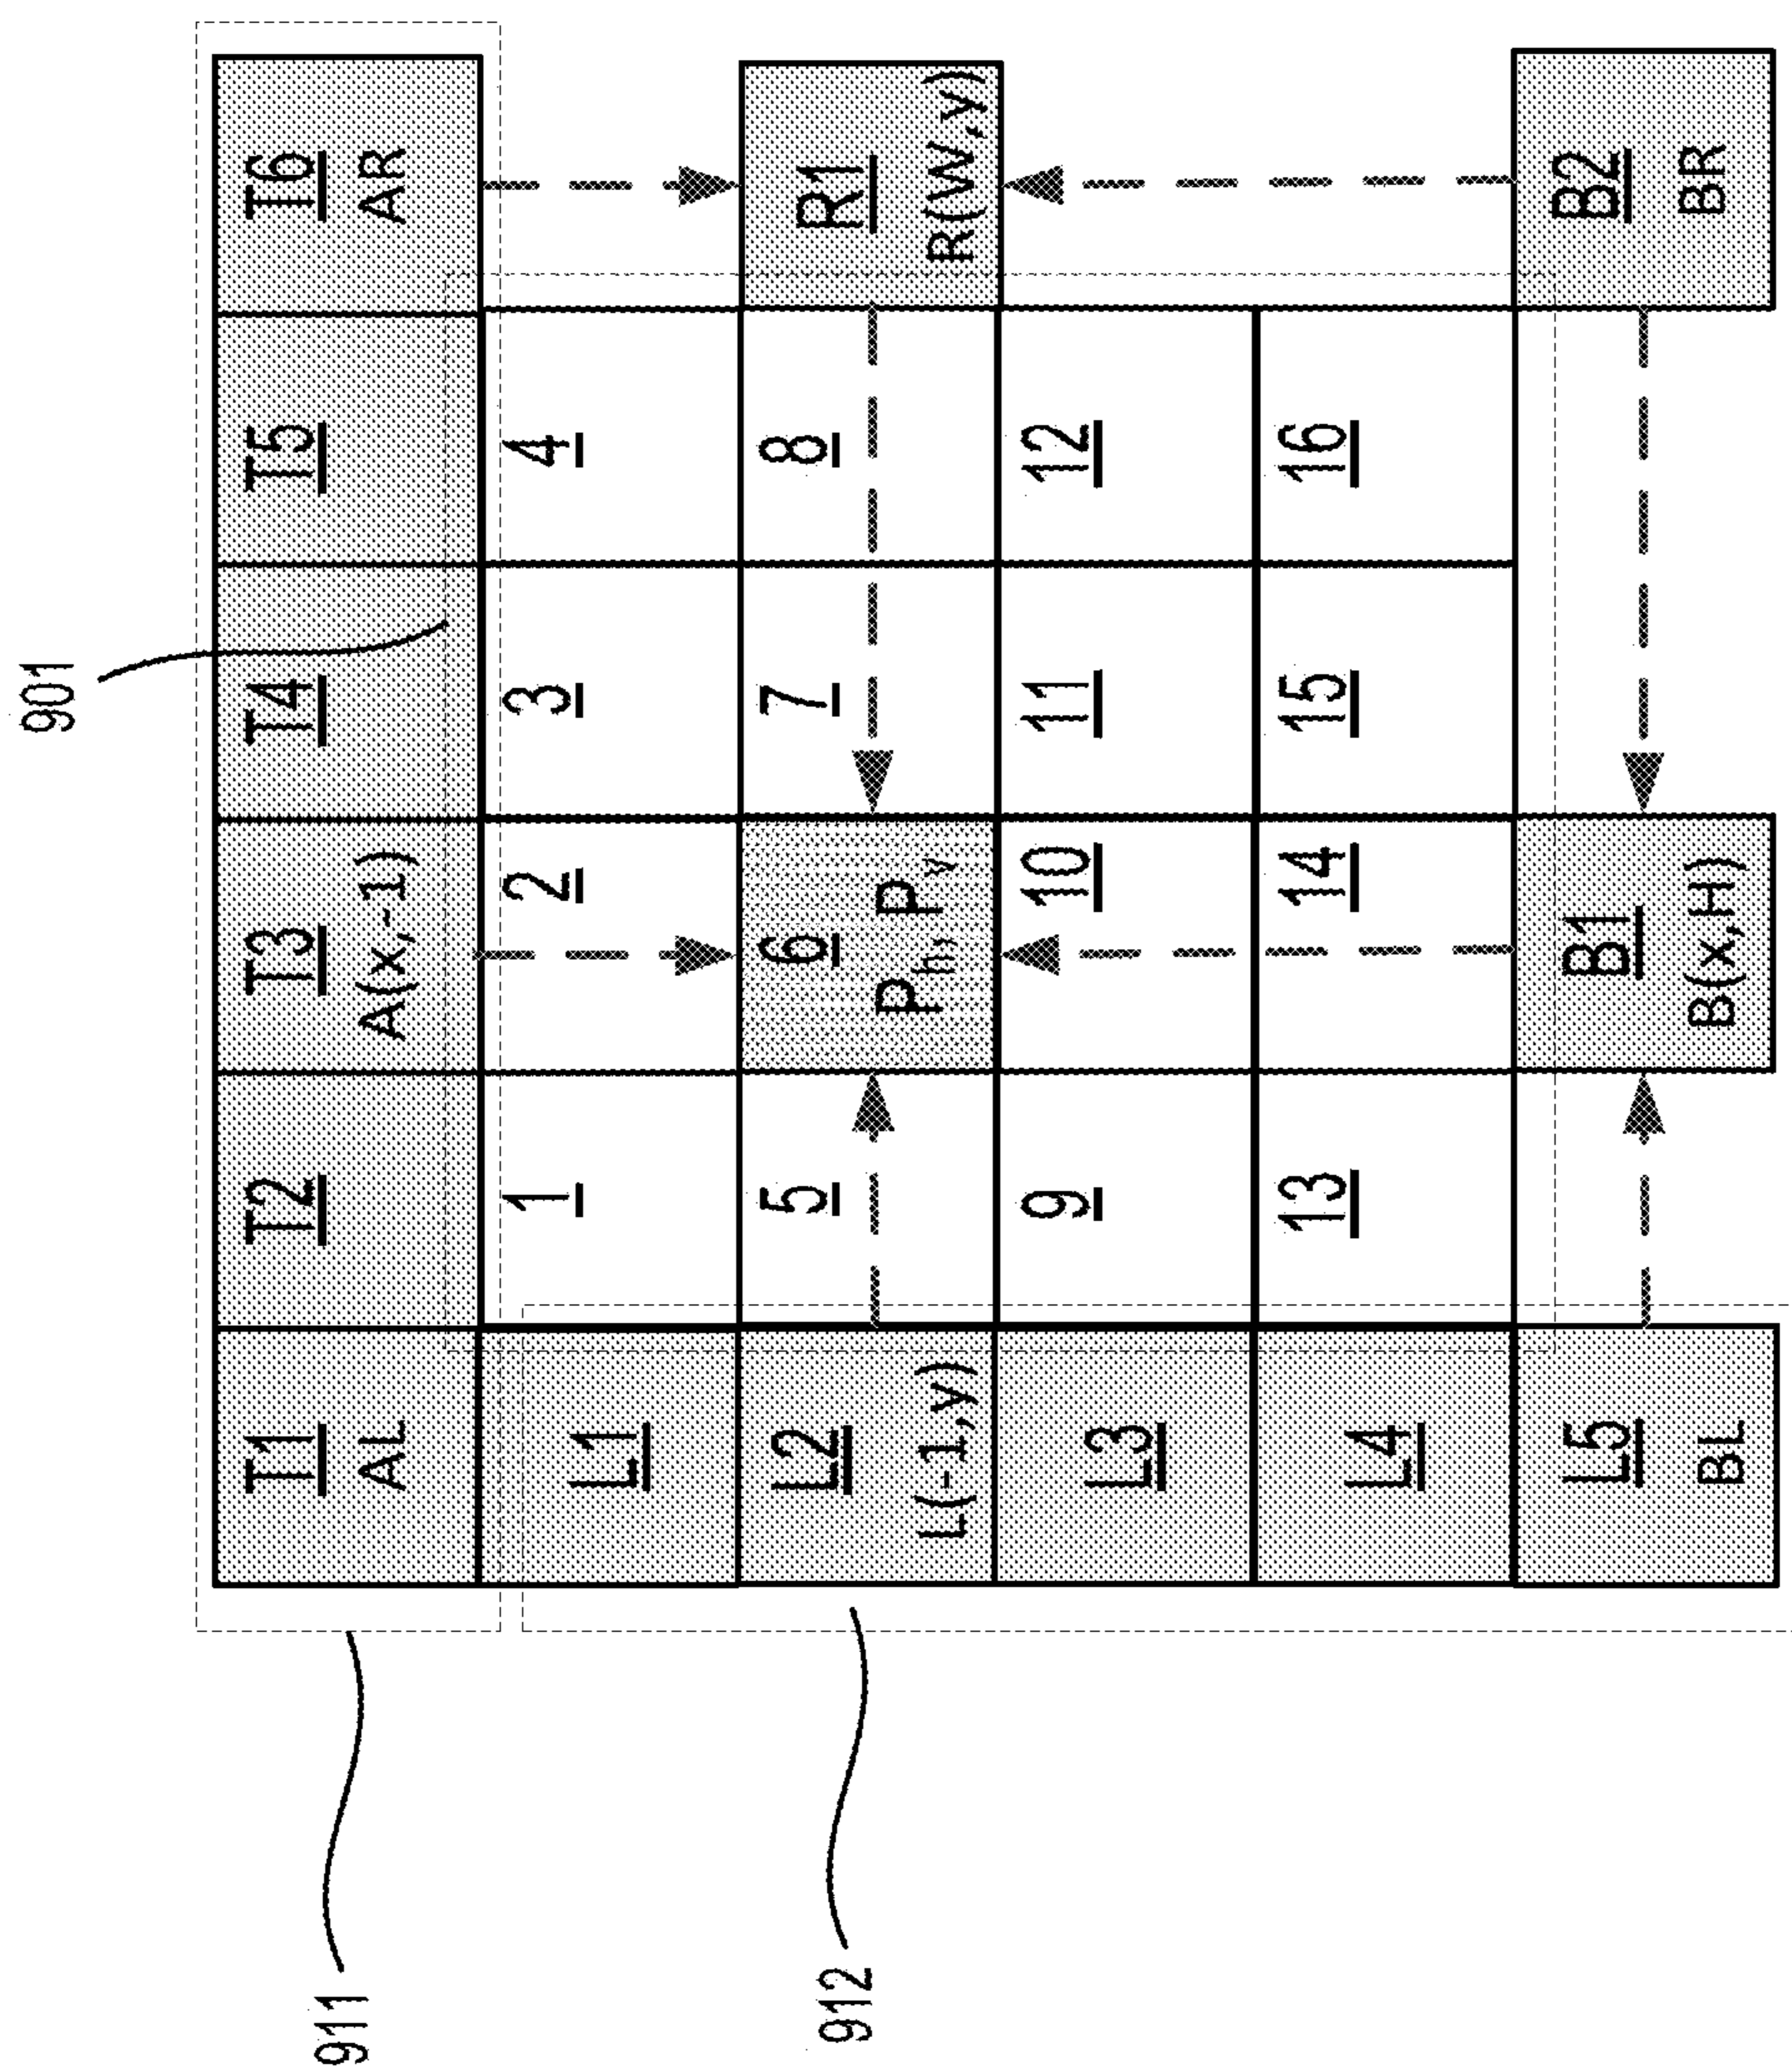 901
911
T1
AL
T2
T3
A(x,-1)
T4
T5
T6
AR
L1
1
2
3
4
912
L2
L(-1,y)
5
6
Ph, Pv
7
8
R1
R(W,y)
L3
9
10
11
12
L4
13
14
15
16
L5
BL
B1
B(x,H)
B2
BR